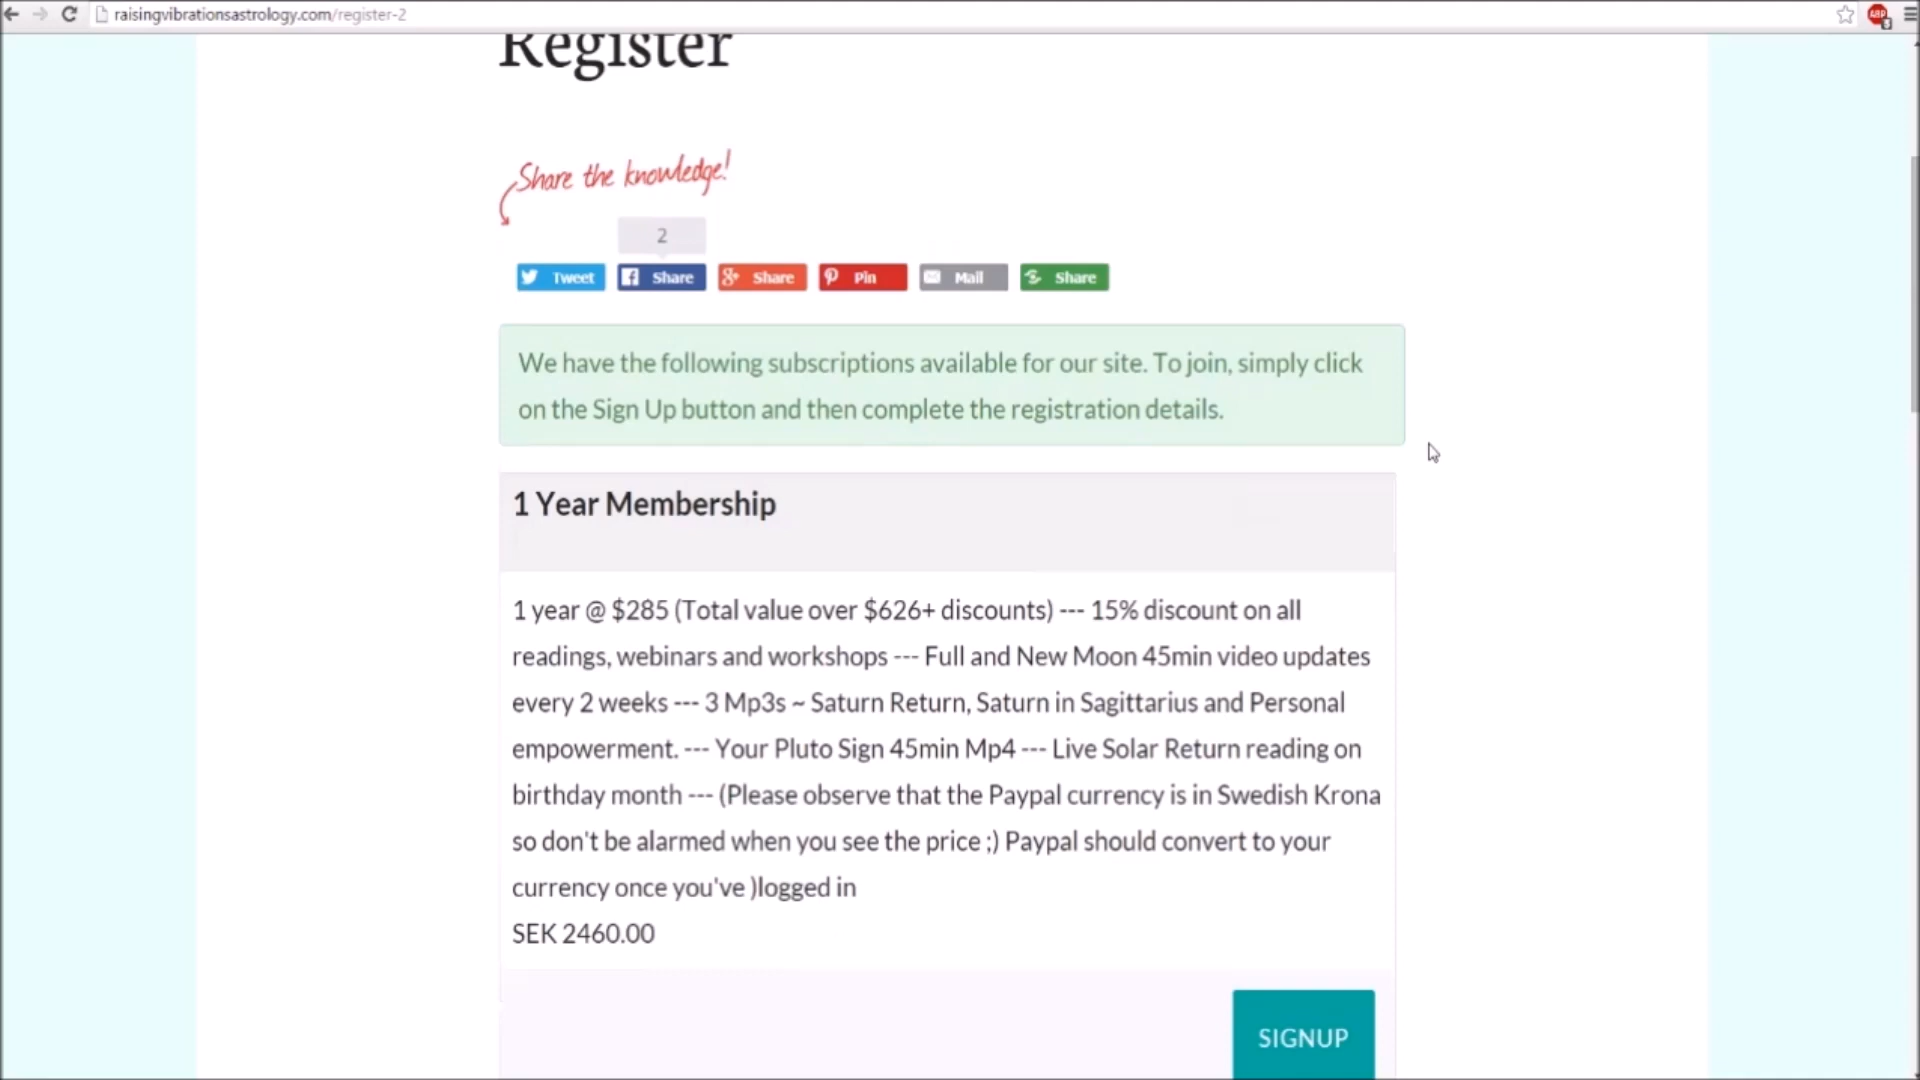 raisingvibrationsastrology.com/register-2
ABP
Register
Share the knowledge!
2
Tweet
Share
Share
Pin
Mail
Share
We have the following subscriptions available for our site. To join, simply click
on the Sign Up button and then complete the registration details.
1 Year Membership
1 year @ $285 (Total value over $626+ discounts) --- 15% discount on all
readings, webinars and workshops --- Full and New Moon 45min video updates
every 2 weeks --- 3 Mp3s ~ Saturn Return, Saturn in Sagittarius and Personal
empowerment. --- Your Pluto Sign 45min Mp4 --- Live Solar Return reading on
birthday month --- (Please observe that the Paypal currency is in Swedish Krona
so don't be alarmed when you see the price ;) Paypal should convert to your
currency once you've )logged in
SEK 2460.00
SIGNUP